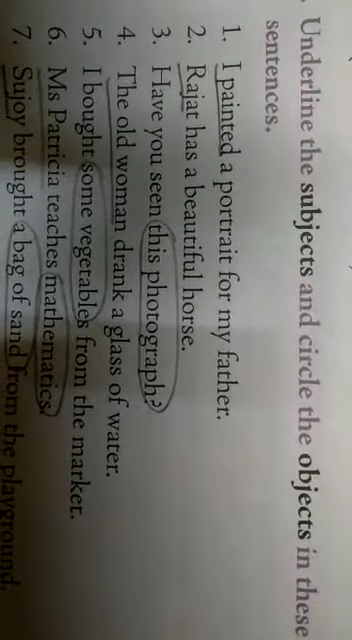 Underline the subjects and circle the objects in these
sentences.
1. I painted a portrait for my father.
2. Rajat has a beautiful horse.
3. Have you seen this photograph?
4. The old woman drank a glass of water.
5. I bought some vegetables from the market.
6. Ms Patricia teaches mathematics.
7. Sujoy brought a bag of sand from the playground.